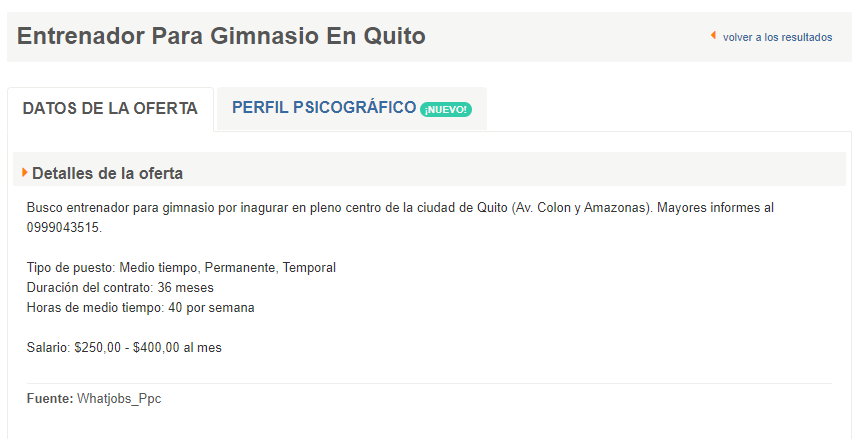 Entrenador Para Gimnasio En Quito
volver a los resultados
DATOS DE LA OFERTA
PERFIL PSICOGRÁFICO ¡NUEVO!
Detalles de la oferta
Busco entrenador para gimnasio por inagurar en pleno centro de la ciudad de Quito (Av. Colon y Amazonas). Mayores informes al
0999043515.
Tipo de puesto: Medio tiempo, Permanente, Temporal
Duración del contrato: 36 meses
Horas de medio tiempo: 40 por semana
Salario: $250,00 - $400,00 al mes
Fuente: Whatjobs_Ppc